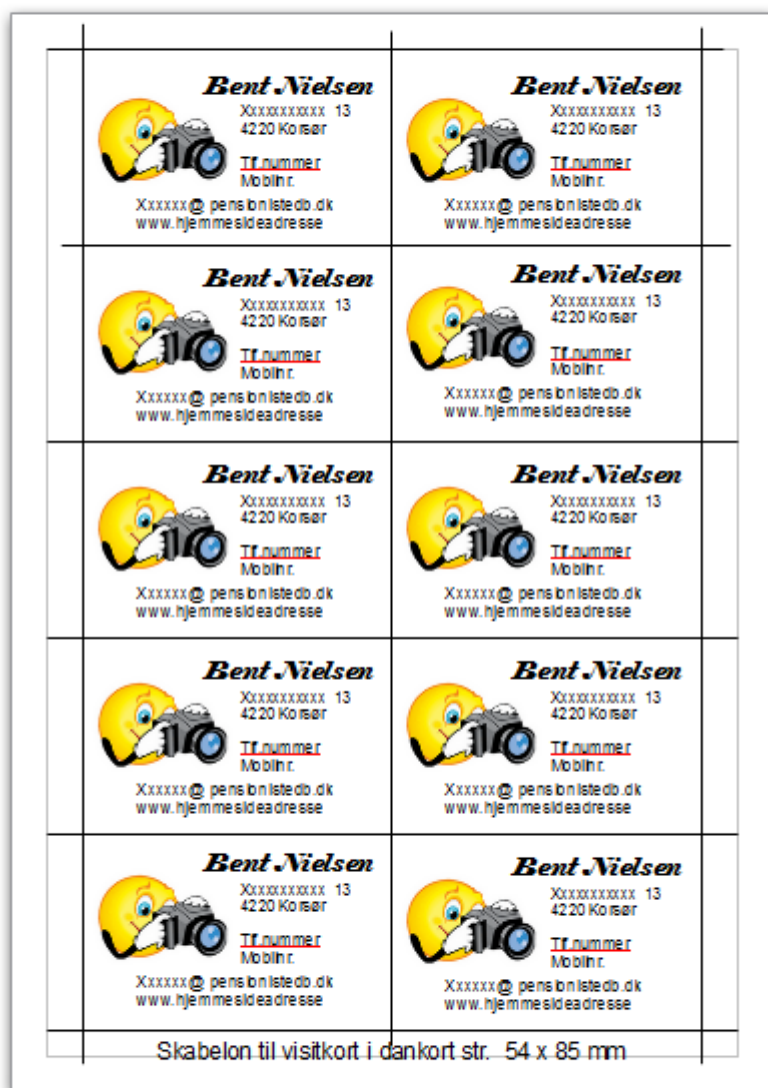 Bent Nielsen
Xxxxxxxxxxx 13
4220 Korsør
Tlf.nummer
Mobilnr.
Xxxxxx@ pensionistedb.dk
www.hjemmesideadresse
Bent Nielsen
Xxxxxxxxxxx 13
4220 Korsør
Tlf.nummer
Mobilnr.
Xxxxxx@ pensionistedb.dk
www.hjemmesideadresse
Bent Nielsen
Xxxxxxxxxxx 13
4220 Korsør
Tlf.nummer
Mobilnr.
Xxxxxx@ pensionistedb.dk
www.hjemmesideadresse
Bent Nielsen
Xxxxxxxxxxx 13
4220 Korsør
Tlf.nummer
Mobilnr.
Xxxxxx@ pensionistedb.dk
www.hjemmesideadresse
Bent Nielsen
Xxxxxxxxxxx 13
4220 Korsør
Tlf.nummer
Mobilnr.
Xxxxxx@ pensionistedb.dk
www.hjemmesideadresse
Bent Nielsen
Xxxxxxxxxxx 13
4220 Korsør
Tlf.nummer
Mobilnr.
Xxxxxx@ pensionistedb.dk
www.hjemmesideadresse
Bent Nielsen
Xxxxxxxxxxx 13
4220 Korsør
Tlf.nummer
Mobilnr.
Xxxxxx@ pensionistedb.dk
www.hjemmesideadresse
Bent Nielsen
Xxxxxxxxxxx 13
4220 Korsør
Tlf.nummer
Mobilnr.
Xxxxxx@ pensionistedb.dk
www.hjemmesideadresse
Bent Nielsen
Xxxxxxxxxxx 13
4220 Korsør
Tlf.nummer
Mobilnr.
Xxxxxx@ pensionistedb.dk
www.hjemmesideadresse
Bent Nielsen
Xxxxxxxxxxx 13
4220 Korsør
Tlf.nummer
Mobilnr.
Xxxxxx@ pensionistedb.dk
www.hjemmesideadresse
Skabelon til visitkort i dankort str. 54 x 85 mm